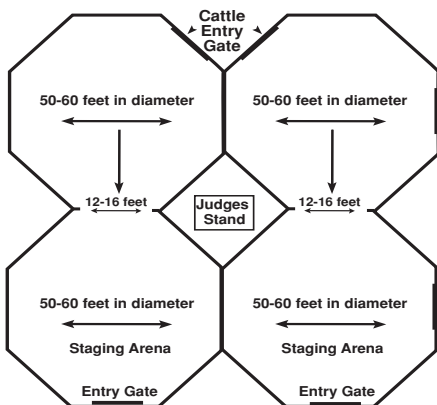 Cattle
Entry
Gate
50-60 feet in diameter
50-60 feet in diameter
12-16 feet
Judges
Stand
12-16 feet
50-60 feet in diameter
50-60 feet in diameter
Staging Arena
Staging Arena
Entry Gate
Entry Gate